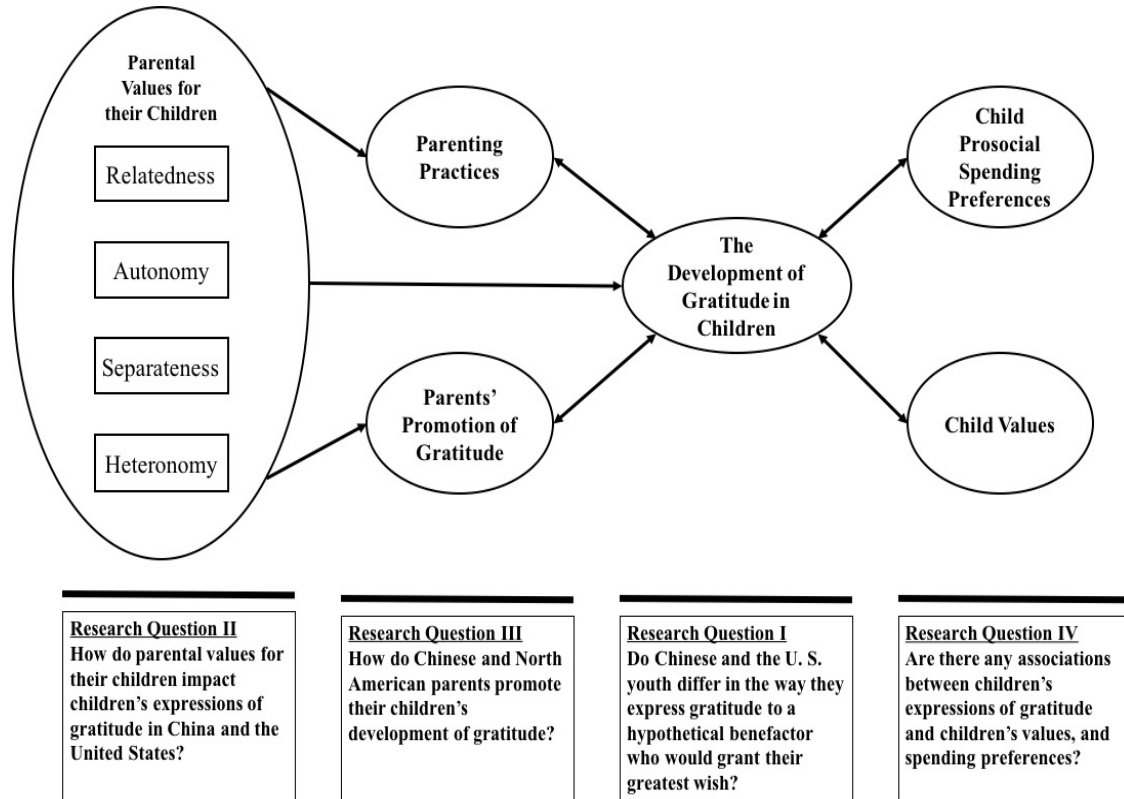 Parental
Values for
their Children
Relatedness
Autonomy
Separateness
Heteronomy
Parenting
Practices
Parents’
Promotion of
Gratitude
The
Development of
Gratitude in
Children
Child
Prosocial
Spending
Preferences
Child Values
Research Question II
How do parental values for
their children impact
children’s expressions of
gratitude in China and the
United States?
Research Question III
How do Chinese and North
American parents promote
their children’s
development of gratitude?
Research Question I
Do Chinese and the U. S.
youth differ in the way they
express gratitude to a
hypothetical benefactor
who would grant their
greatest wish?
Research Question IV
Are there any associations
between children’s
expressions of gratitude
and children’s values, and
spending preferences?